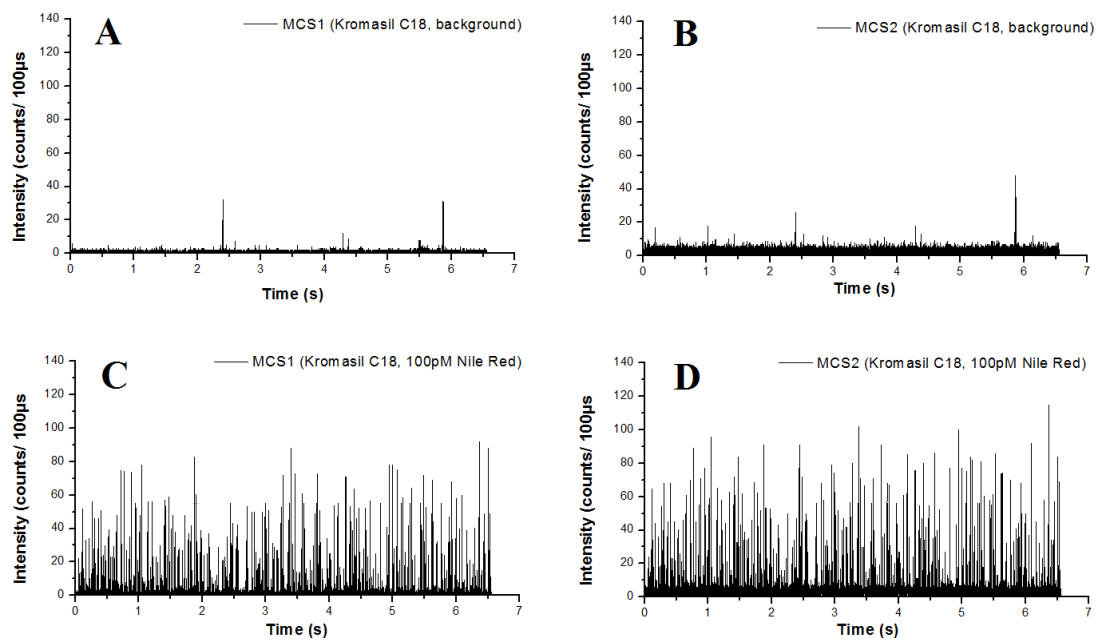 A
MCS1 (Kromasil C18, background)
Intensity (counts/ 100µs
140
120
100
80
60
40
20
0
0 1 2 3 4 5 6 7
Time (s)
B
MCS2 (Kromasil C18, background)
Intensity (counts/ 100µs
140
120
100
80
60
40
20
0
0 1 2 3 4 5 6 7
Time (s)
C
MCS1 (Kromasil C18, 100pM Nile Red)
Intensity (counts/ 100µs
140
120
100
80
60
40
20
0
0 1 2 3 4 5 6 7
Time (s)
D
MCS2 (Kromasil C18, 100pM Nile Red)
Intensity (counts/ 100µs
140
120
100
80
60
40
20
0
0 1 2 3 4 5 6 7
Time (s)